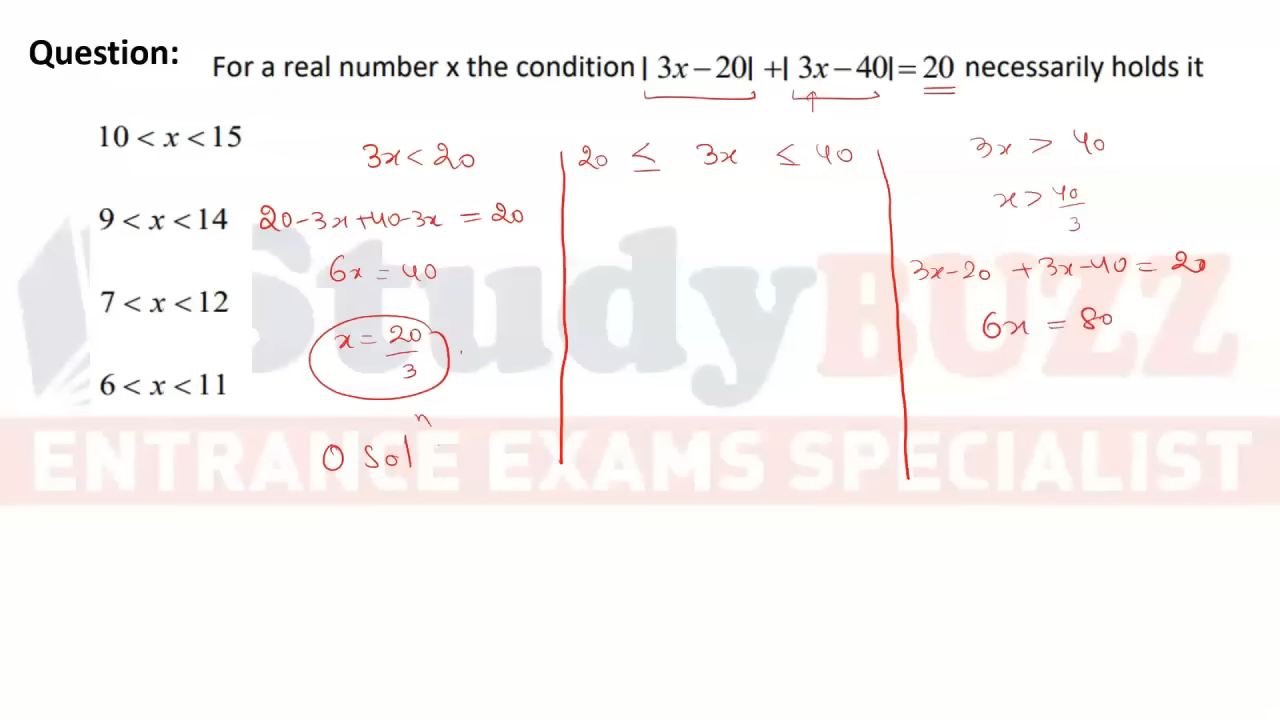 Question:
For a real number x the condition | 3x − 20| +| 3x − 40| = 20 necessarily holds it
10 < x < 15
9 < x < 14
7 < x < 12
6 < x < 11
3x < 20
20 − 3x + 40 − 3x = 20
6x = 40
x = 20/3
0 solⁿ
20 ≤ 3x ≤ 40
3x > 40
x > 40/3
3x − 20 + 3x − 40 = 20
6x = 80
StudyBUZZ
ENTRANCE EXAMS SPECIALIST